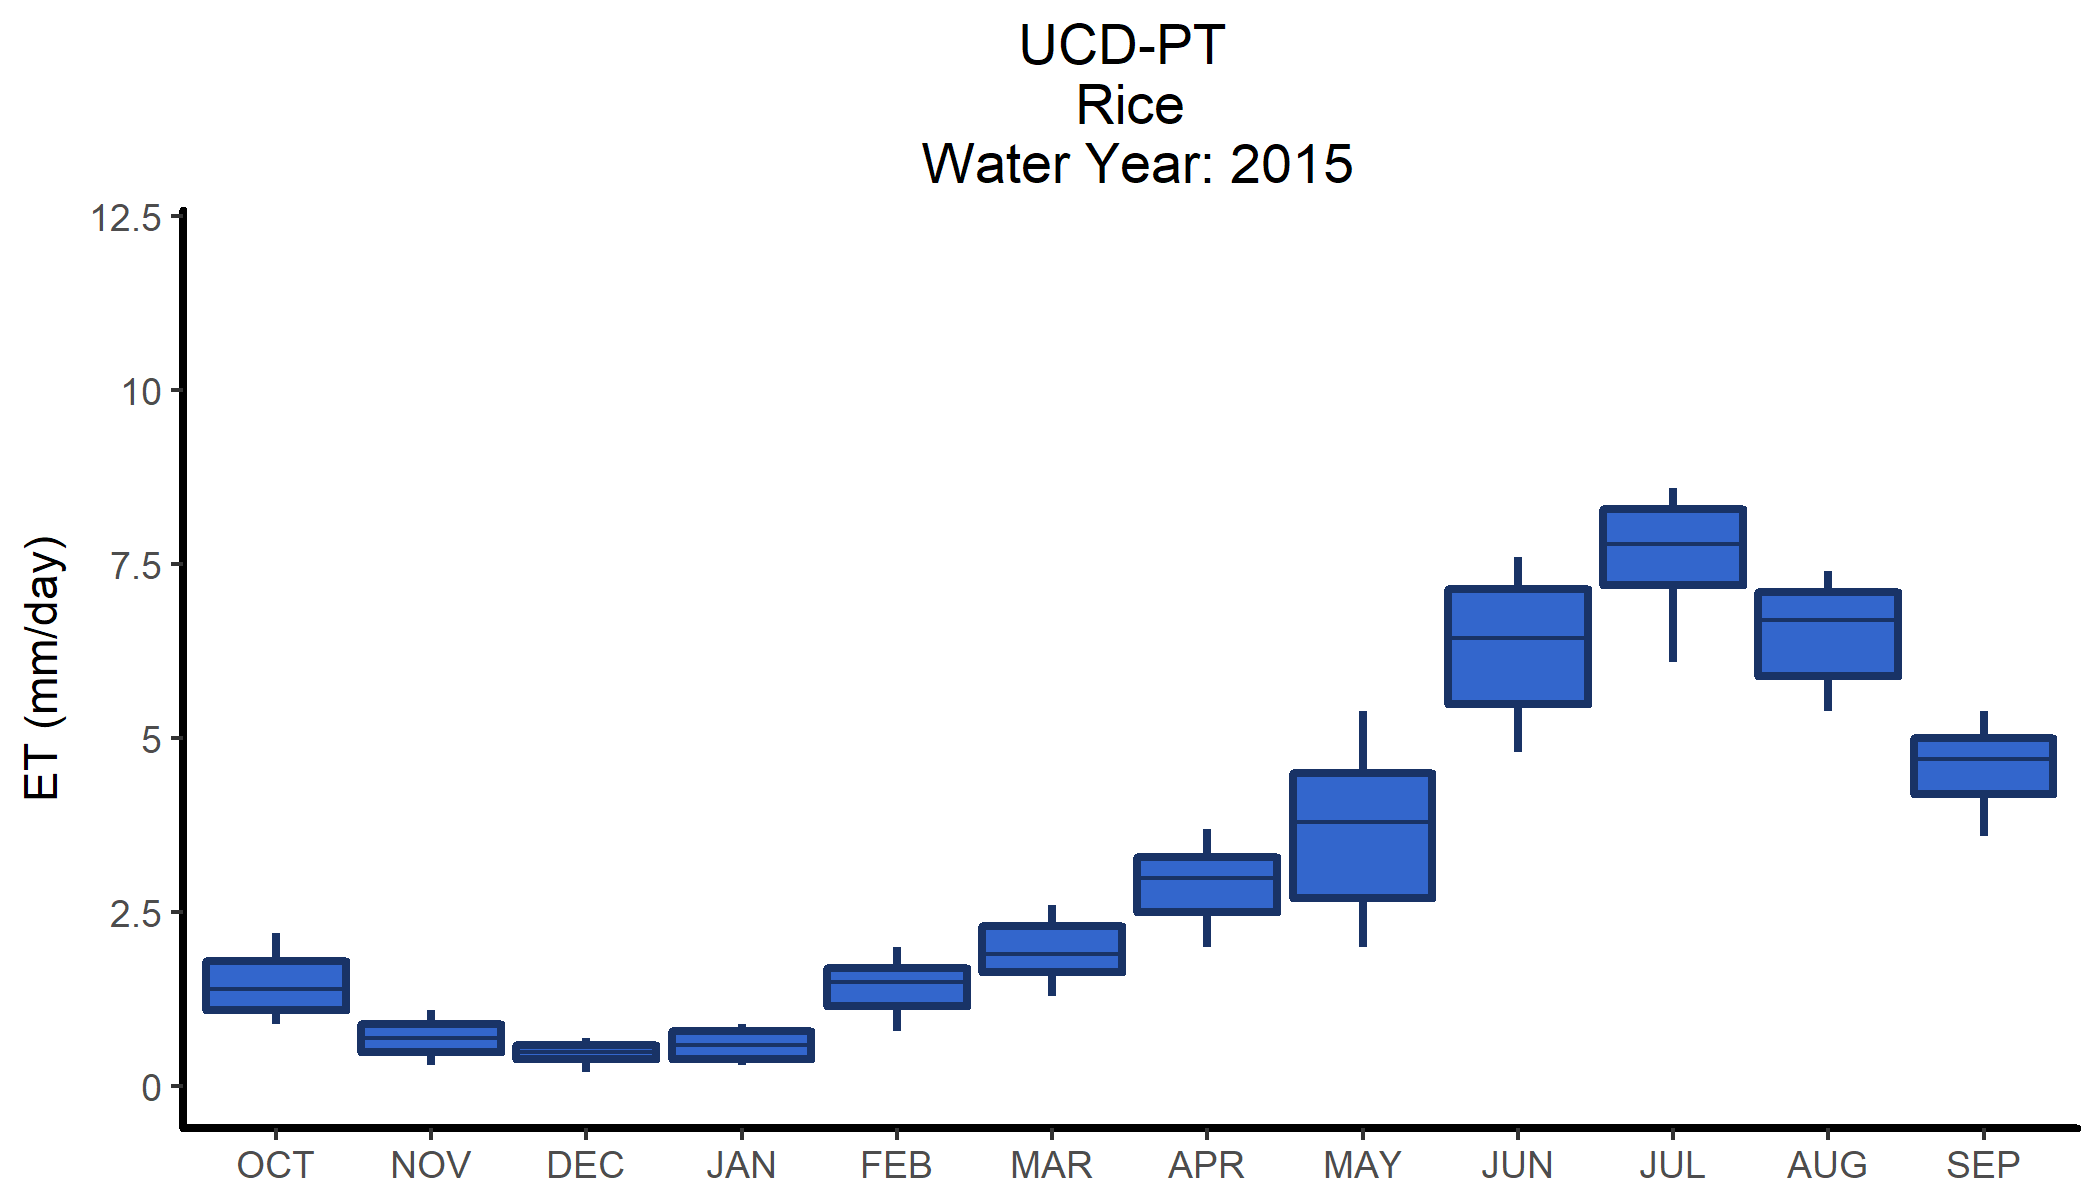 UCD-PT
Rice
Water Year: 2015
12.5
10
7.5
5
2.5
0
ET (mm/day)
OCT NOV DEC JAN FEB MAR APR MAY JUN JUL AUG SEP